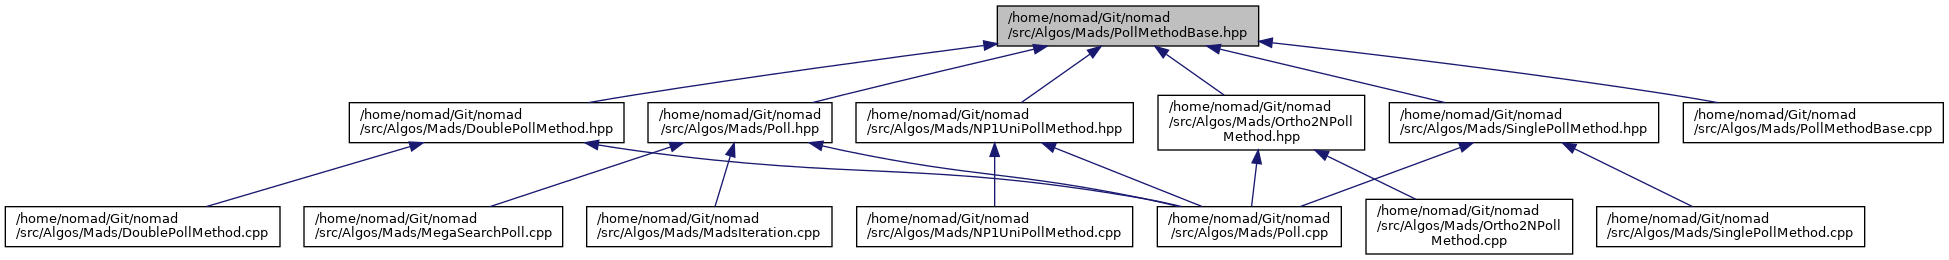 /home/nomad/Git/nomad
/src/Algos/Mads/PollMethodBase.hpp
/home/nomad/Git/nomad
/src/Algos/Mads/DoublePollMethod.hpp
/home/nomad/Git/nomad
/src/Algos/Mads/Poll.hpp
/home/nomad/Git/nomad
/src/Algos/Mads/NP1UniPollMethod.hpp
/home/nomad/Git/nomad
/src/Algos/Mads/Ortho2NPoll
Method.hpp
/home/nomad/Git/nomad
/src/Algos/Mads/SinglePollMethod.hpp
/home/nomad/Git/nomad
/src/Algos/Mads/PollMethodBase.cpp
/home/nomad/Git/nomad
/src/Algos/Mads/DoublePollMethod.cpp
/home/nomad/Git/nomad
/src/Algos/Mads/MegaSearchPoll.cpp
/home/nomad/Git/nomad
/src/Algos/Mads/MadsIteration.cpp
/home/nomad/Git/nomad
/src/Algos/Mads/NP1UniPollMethod.cpp
/home/nomad/Git/nomad
/src/Algos/Mads/Poll.cpp
/home/nomad/Git/nomad
/src/Algos/Mads/Ortho2NPoll
Method.cpp
/home/nomad/Git/nomad
/src/Algos/Mads/SinglePollMethod.cpp